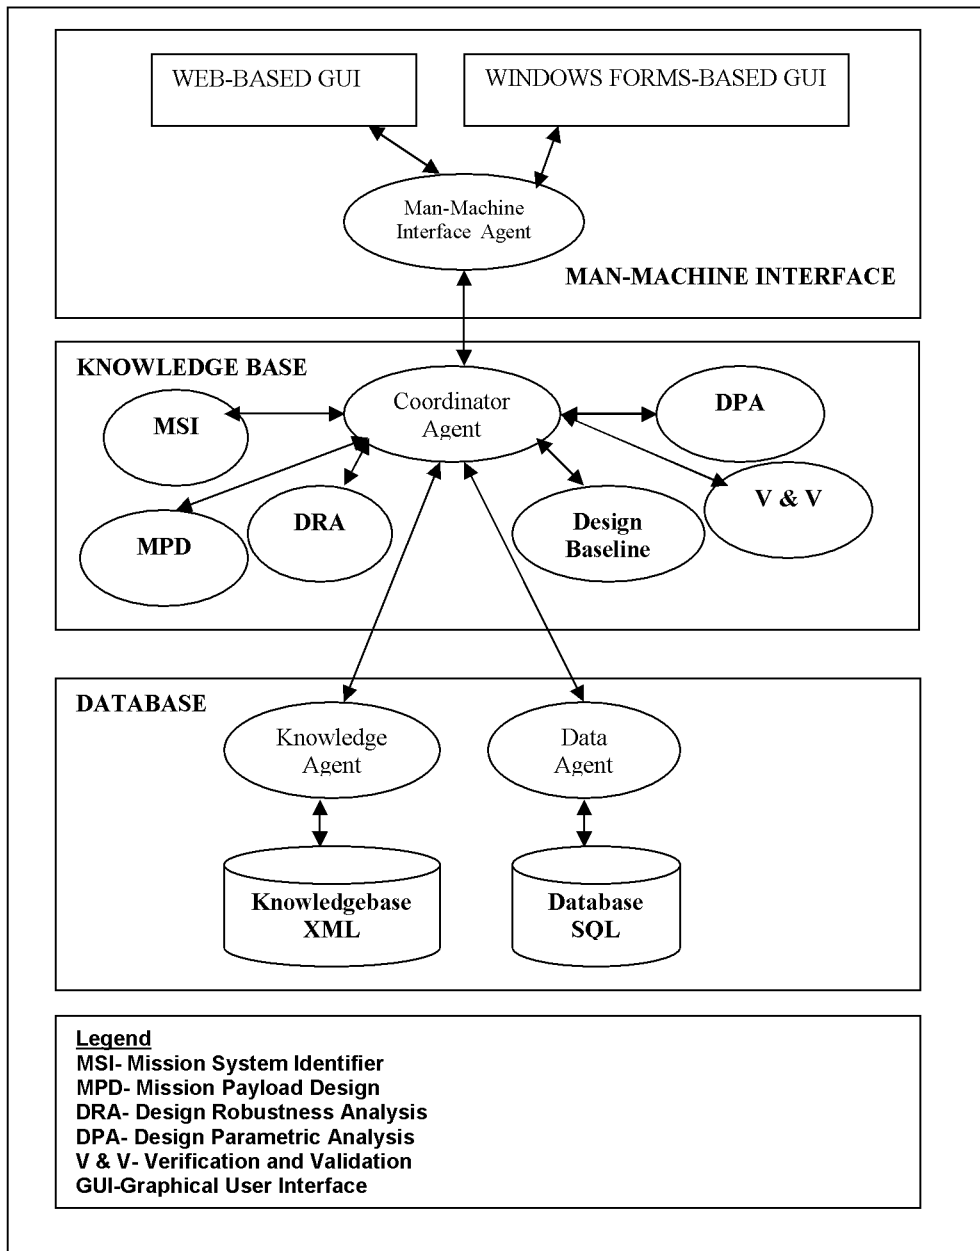 WEB-BASED GUI
WINDOWS FORMS-BASED GUI
Man-Machine
Interface Agent
MAN-MACHINE INTERFACE
KNOWLEDGE BASE
Coordinator
Agent
MSI
DPA
MPD
DRA
Design
Baseline
V & V
DATABASE
Knowledge
Agent
Data
Agent
Knowledgebase
XML
Database
SQL
Legend
MSI- Mission System Identifier
MPD- Mission Payload Design
DRA- Design Robustness Analysis
DPA- Design Parametric Analysis
V & V- Verification and Validation
GUI-Graphical User Interface